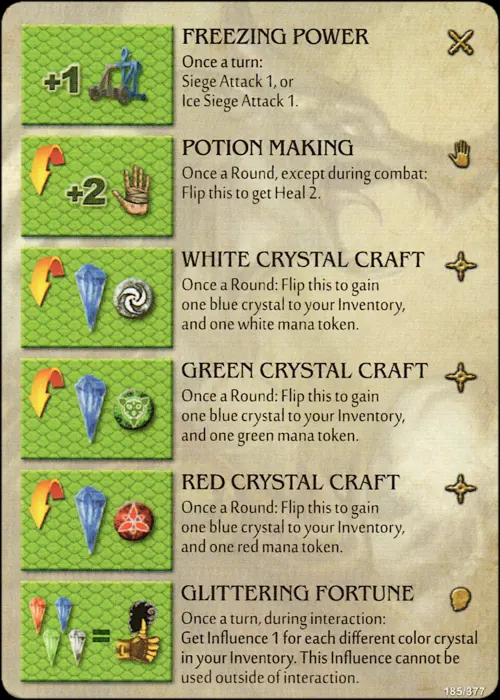 FREEZING POWER
+1
Once a turn:
Siege Attack 1, or
Ice Siege Attack 1.
POTION MAKING
+2
Once a Round, except during combat:
Flip this to get Heal 2.
WHITE CRYSTAL CRAFT
Once a Round: Flip this to gain
one blue crystal to your Inventory,
and one white mana token.
GREEN CRYSTAL CRAFT
Once a Round: Flip this to gain
one blue crystal to your Inventory,
and one green mana token.
RED CRYSTAL CRAFT
Once a Round: Flip this to gain
one blue crystal to your Inventory,
and one red mana token.
GLITTERING FORTUNE
=
Once a turn, during interaction:
Get Influence 1 for each different color crystal
in your Inventory. This Influence cannot be
used outside of interaction.
185/377